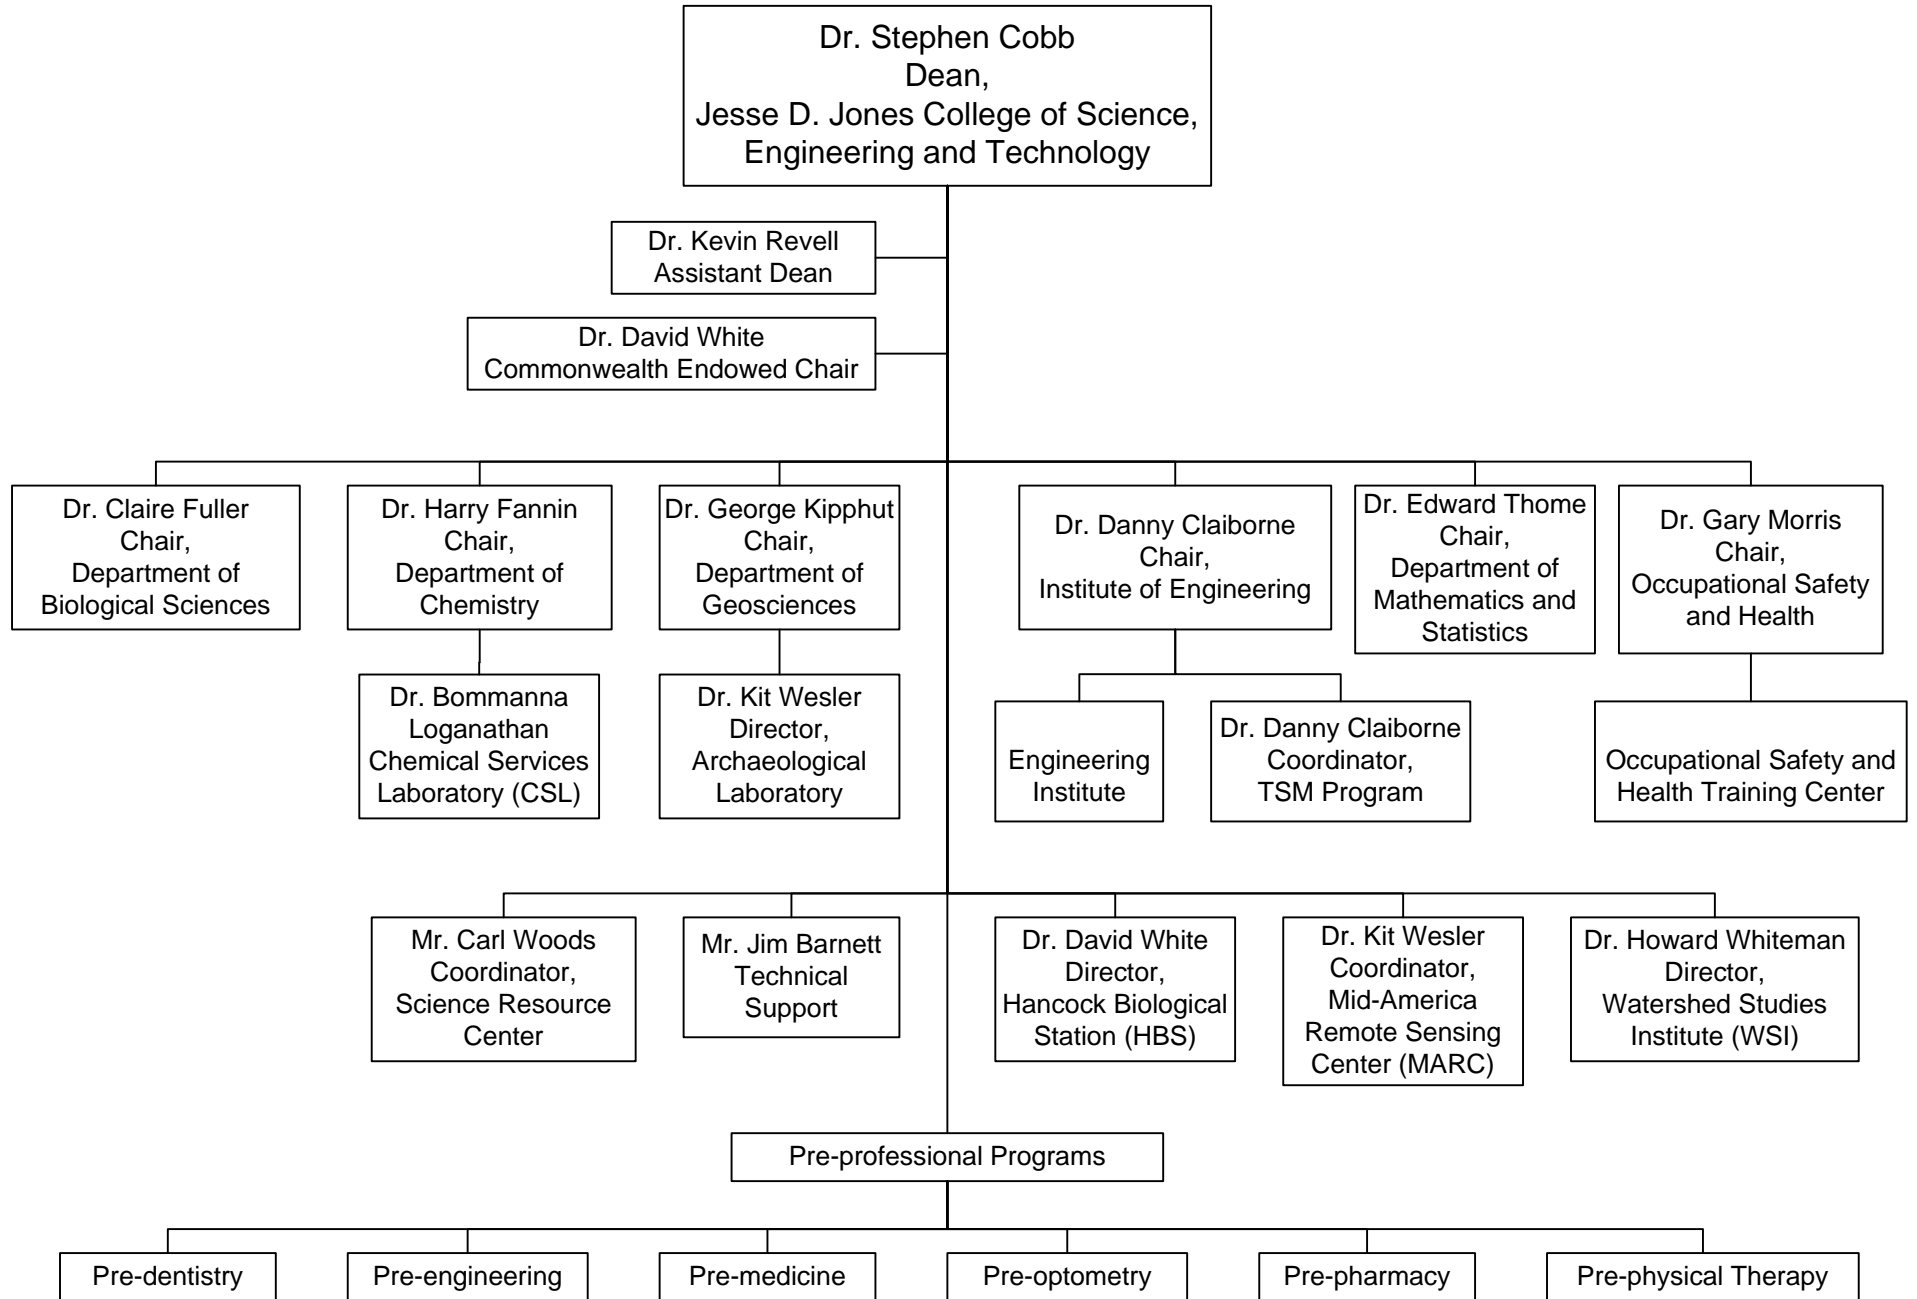 Dr. Stephen Cobb
Dean,
Jesse D. Jones College of Science,
Engineering and Technology
Dr. Kevin Revell
Assistant Dean
Dr. David White
Commonwealth Endowed Chair
Dr. Claire Fuller
Chair,
Department of
Biological Sciences
Dr. Harry Fannin
Chair,
Department of
Chemistry
Dr. George Kipphut
Chair,
Department of
Geosciences
Dr. Danny Claiborne
Chair,
Institute of Engineering
Dr. Edward Thome
Chair,
Department of
Mathematics and
Statistics
Dr. Gary Morris
Chair,
Occupational Safety
and Health
Dr. Bommanna
Loganathan
Chemical Services
Laboratory (CSL)
Dr. Kit Wesler
Director,
Archaeological
Laboratory
Engineering
Institute
Dr. Danny Claiborne
Coordinator,
TSM Program
Occupational Safety and
Health Training Center
Mr. Carl Woods
Coordinator,
Science Resource
Center
Mr. Jim Barnett
Technical
Support
Dr. David White
Director,
Hancock Biological
Station (HBS)
Dr. Kit Wesler
Coordinator,
Mid-America
Remote Sensing
Center (MARC)
Dr. Howard Whiteman
Director,
Watershed Studies
Institute (WSI)
Pre-professional Programs
Pre-dentistry
Pre-engineering
Pre-medicine
Pre-optometry
Pre-pharmacy
Pre-physical Therapy